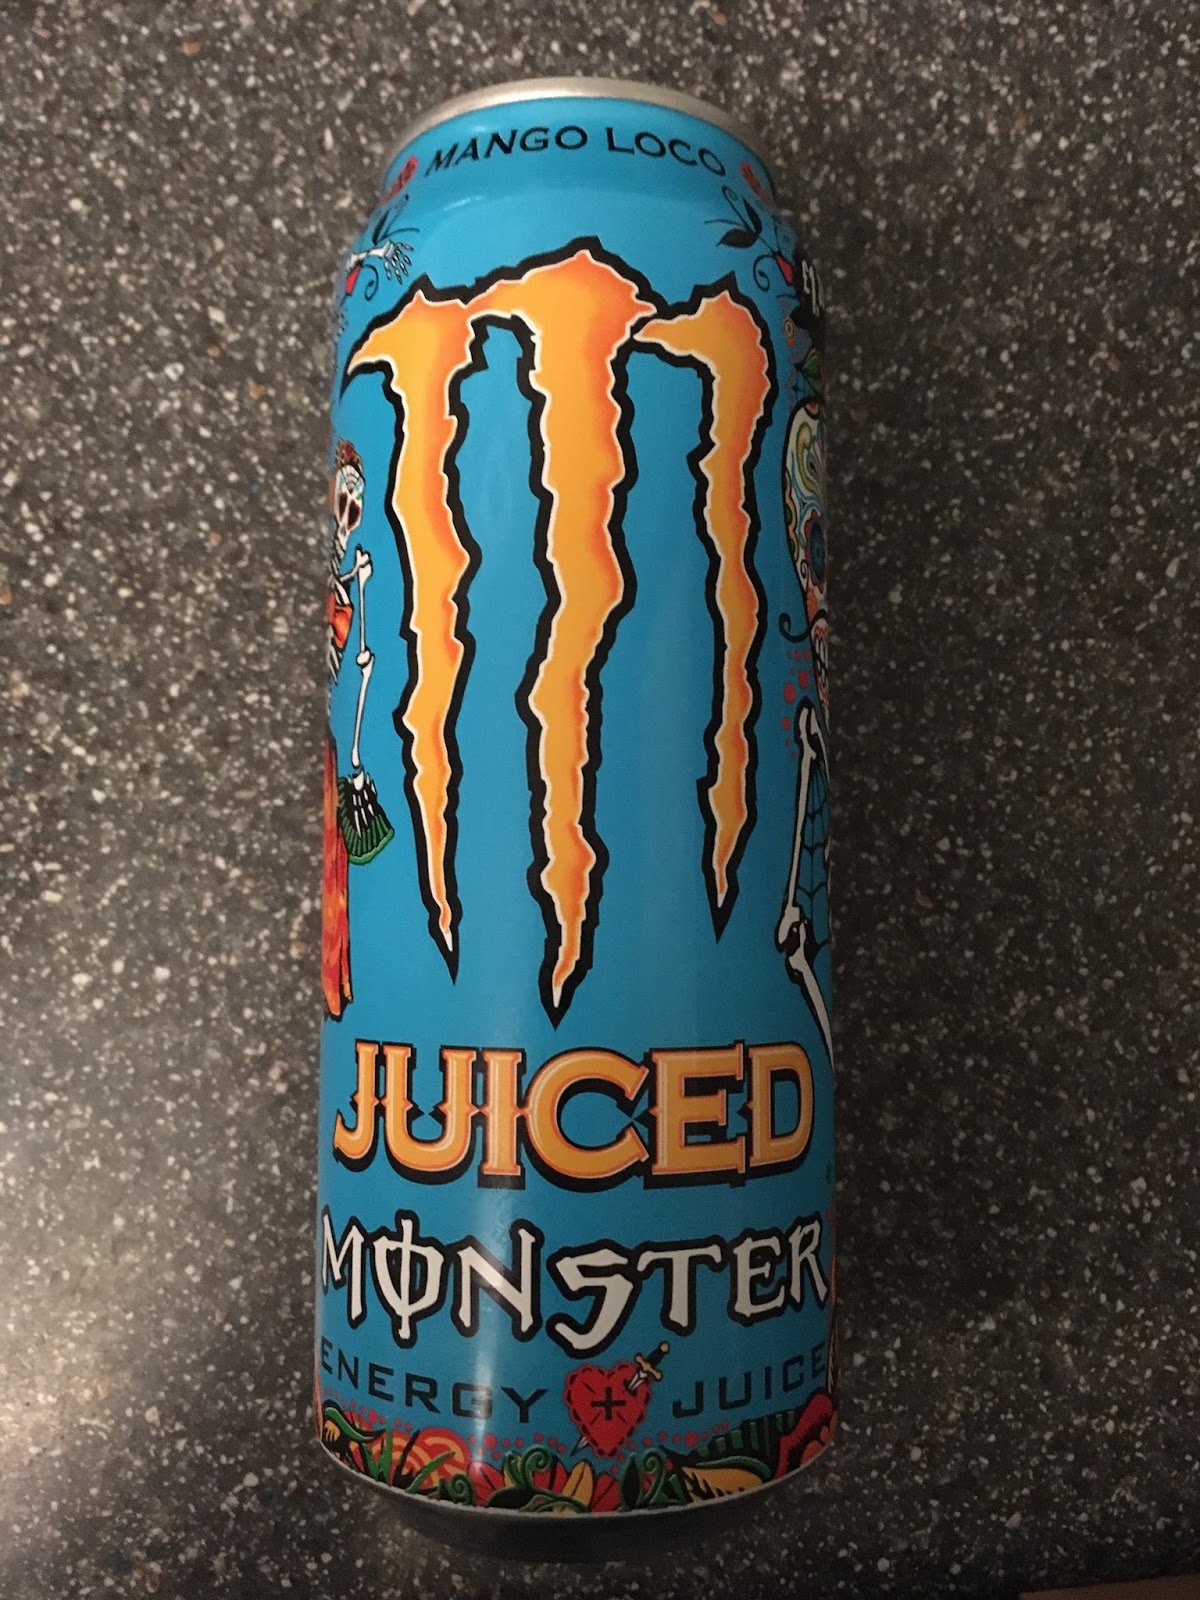 MANGO LOCO
JUICED
MONSTER
ENERGY + JUICE